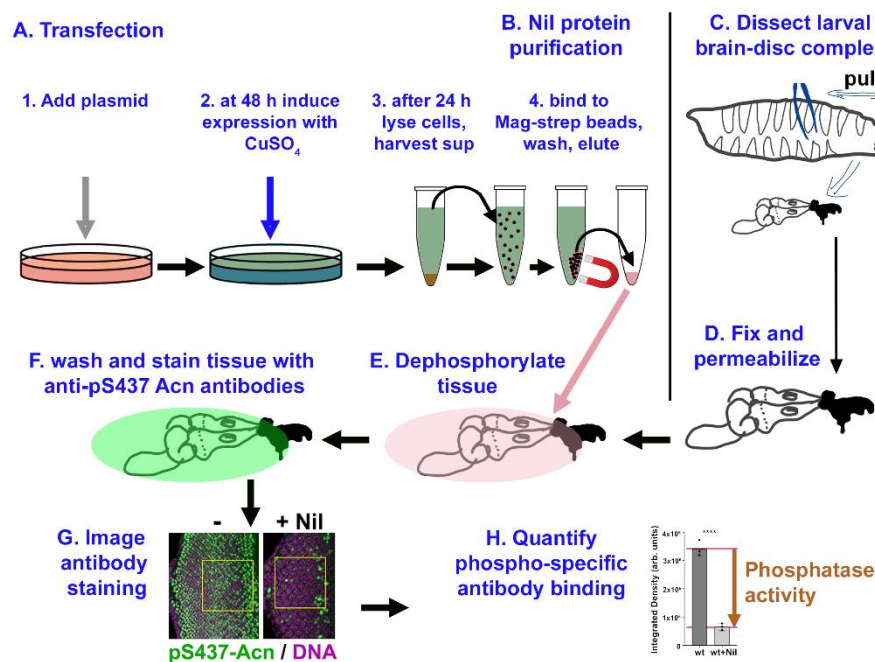 A. Transfection
1. Add plasmid
2. at 48 h induce
expression with
CuSO4
B. Nil protein
purification
3. after 24 h
lyse cells,
harvest sup
4. bind to
Mag-strep beads,
wash, elute
C. Dissect larval
brain-disc complex
pul
D. Fix and
permeabilize
E. Dephosphorylate
tissue
F. wash and stain tissue with
anti-pS437 Acn antibodies
G. Image
antibody
staining
- + Nil
pS437-Acn / DNA
H. Quantify
phospho-specific
antibody binding
Integrated Density (arb. units)
****
0
wt wt+Nil
Phosphatase
activity